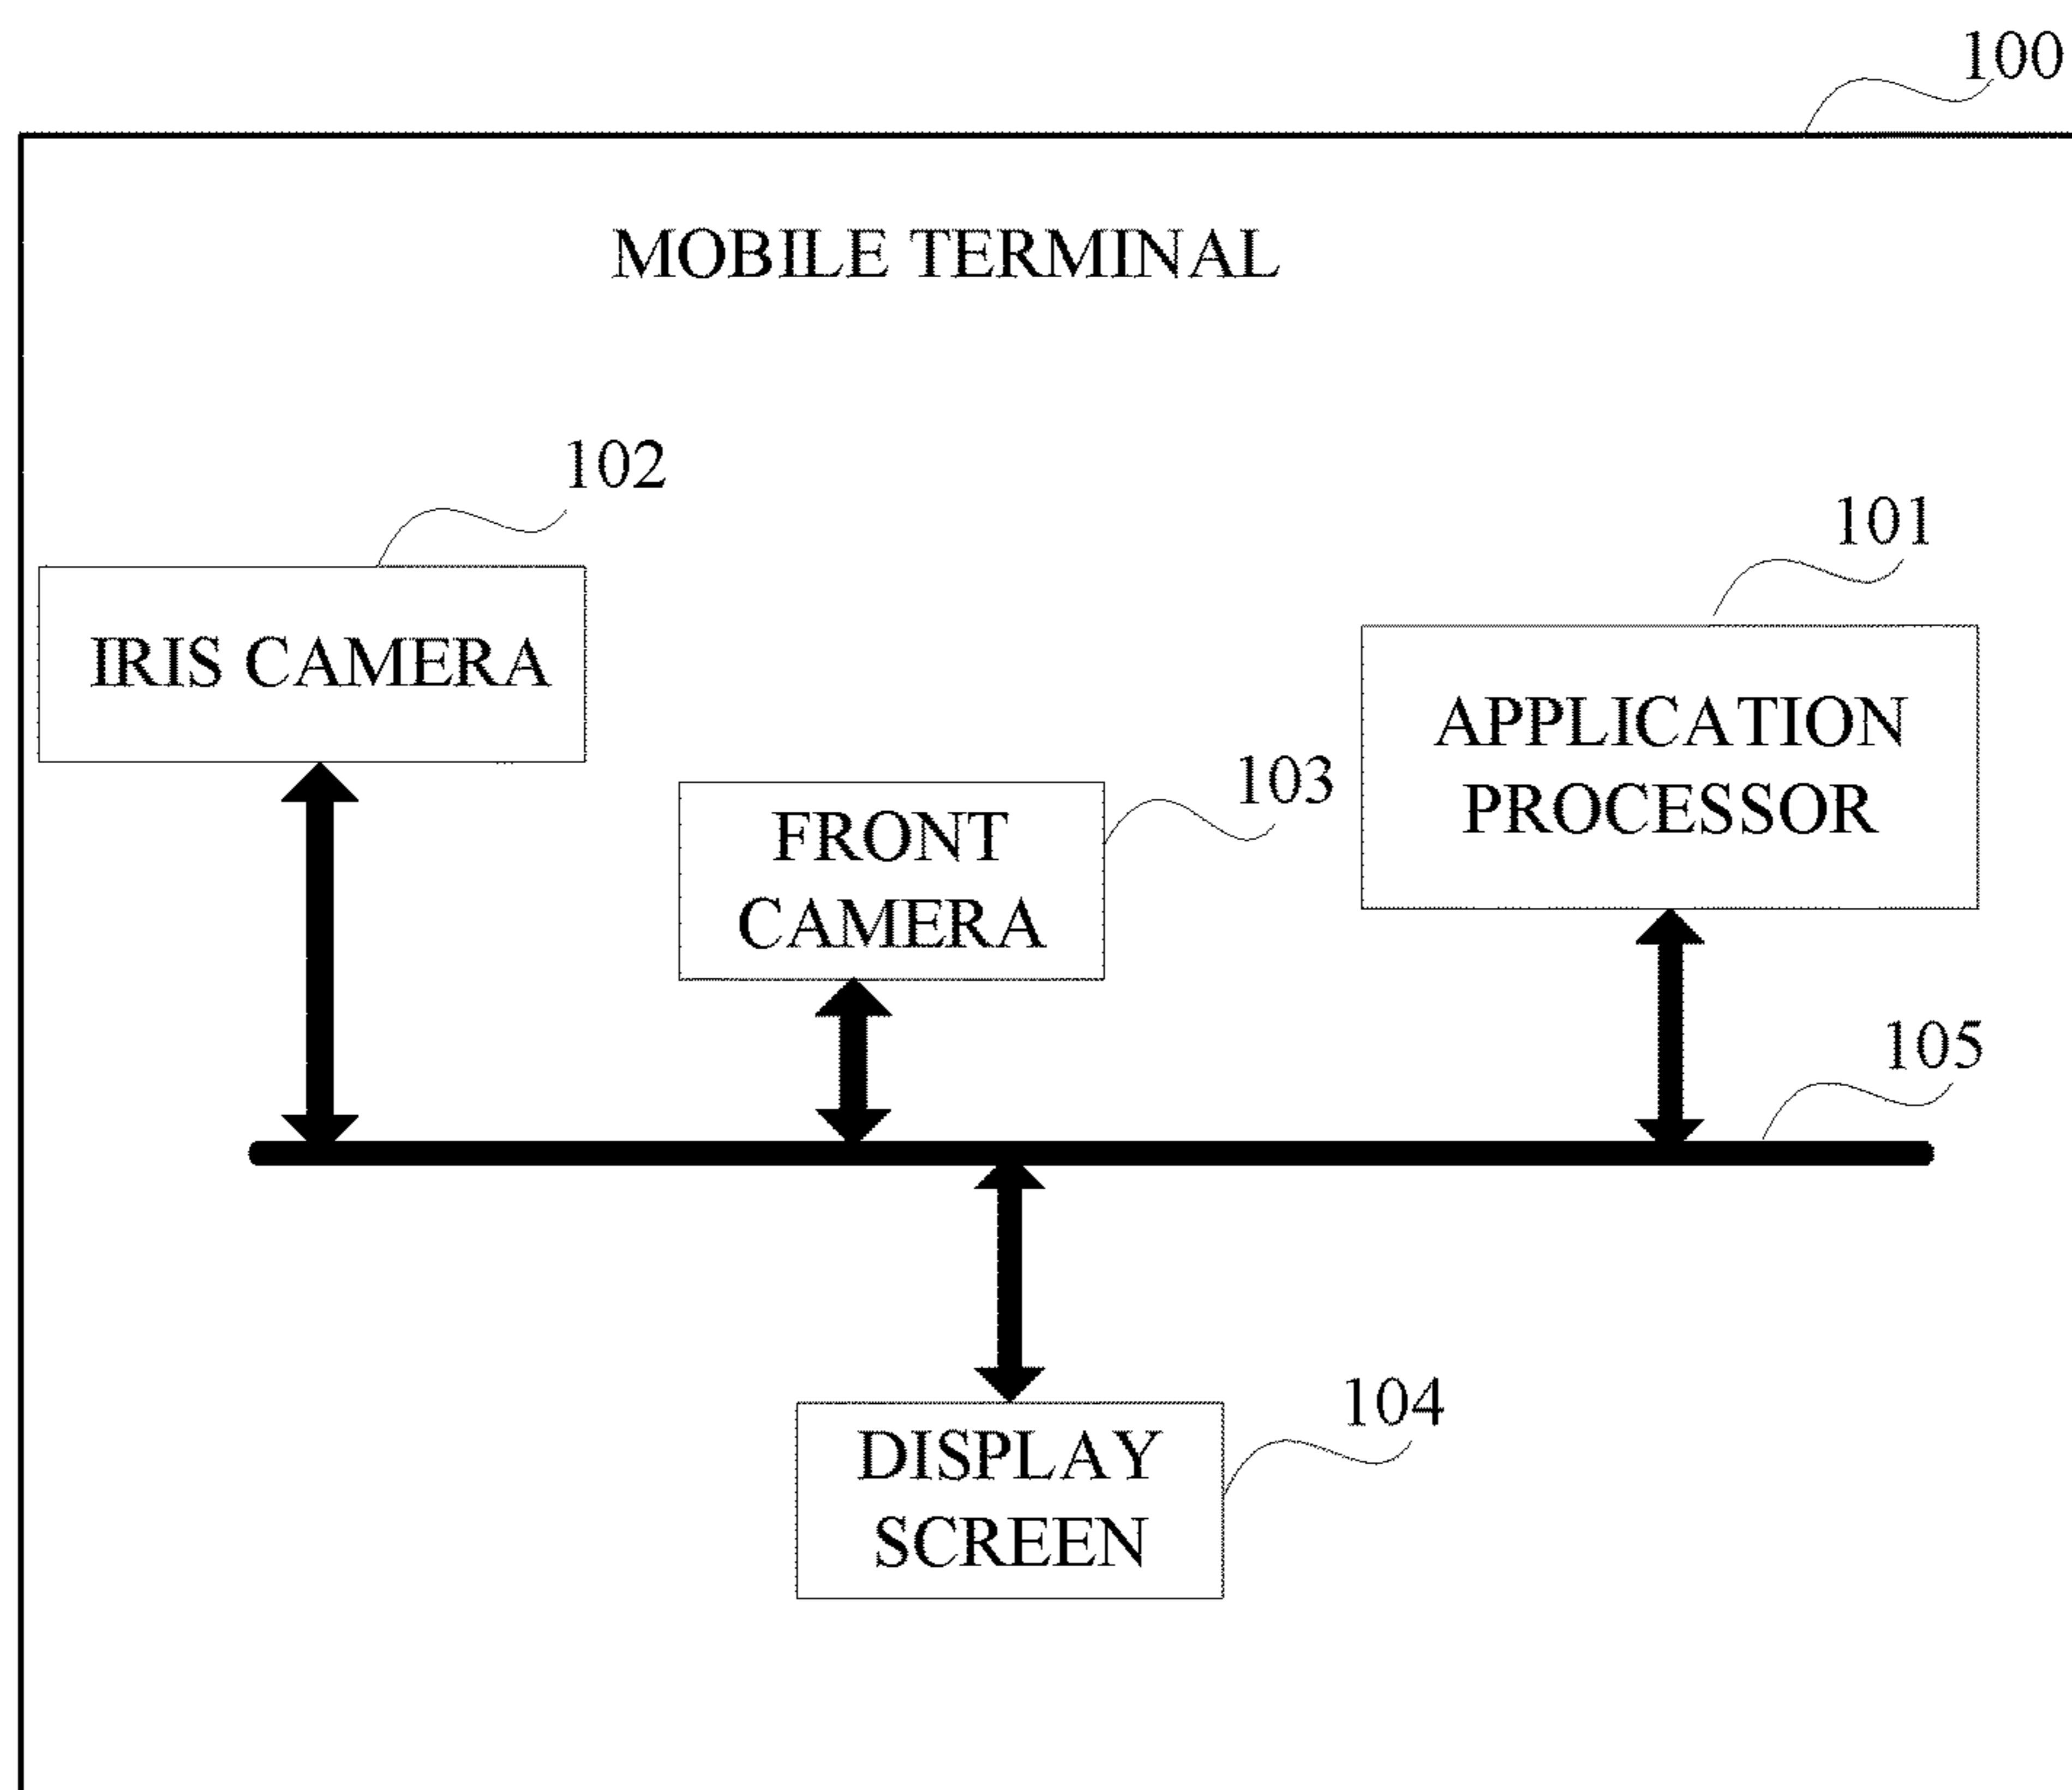 100
MOBILE TERMINAL
102
101
IRIS CAMERA
APPLICATION
PROCESSOR
103
FRONT
CAMERA
105
104
DISPLAY
SCREEN